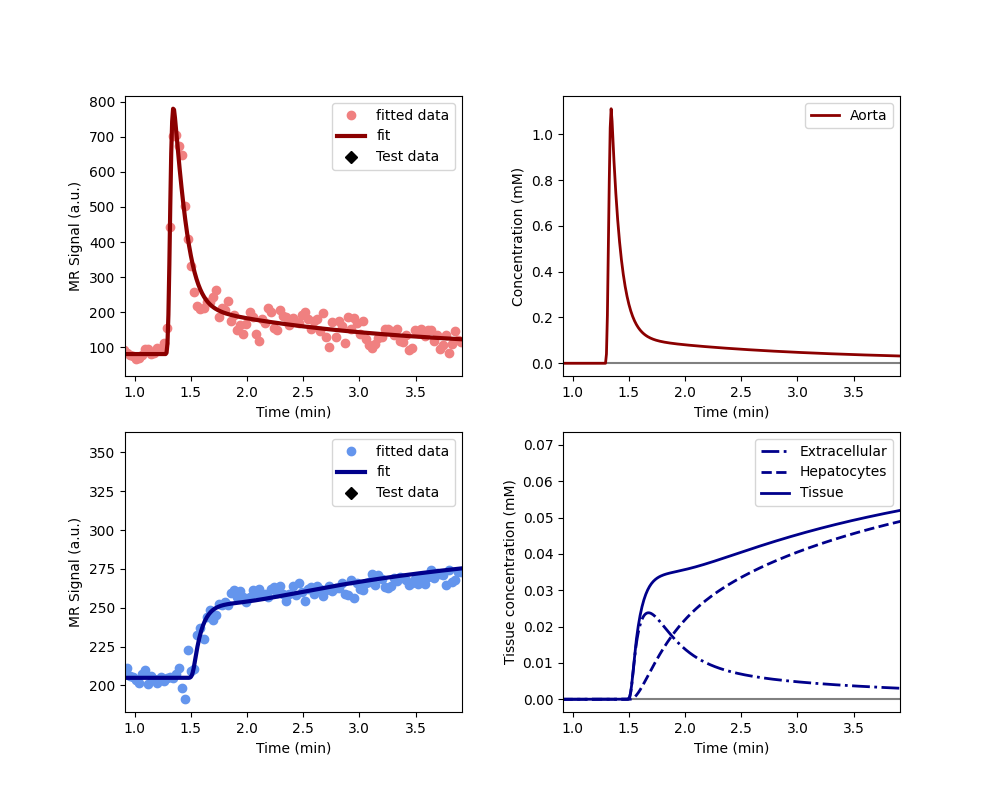 800
700
600
500
400
300
200
100
MR Signal (a.u.)
1.0 1.5 2.0 2.5 3.0 3.5
Time (min)
fitted data
fit
Test data
1.0
0.8
0.6
0.4
0.2
0.0
Concentration (mM)
1.0 1.5 2.0 2.5 3.0 3.5
Time (min)
Aorta
350
325
300
275
250
225
200
MR Signal (a.u.)
1.0 1.5 2.0 2.5 3.0 3.5
Time (min)
fitted data
fit
Test data
0.07
0.06
0.05
0.04
0.03
0.02
0.01
0.00
Tissue concentration (mM)
1.0 1.5 2.0 2.5 3.0 3.5
Time (min)
Extracellular
Hepatocytes
Tissue